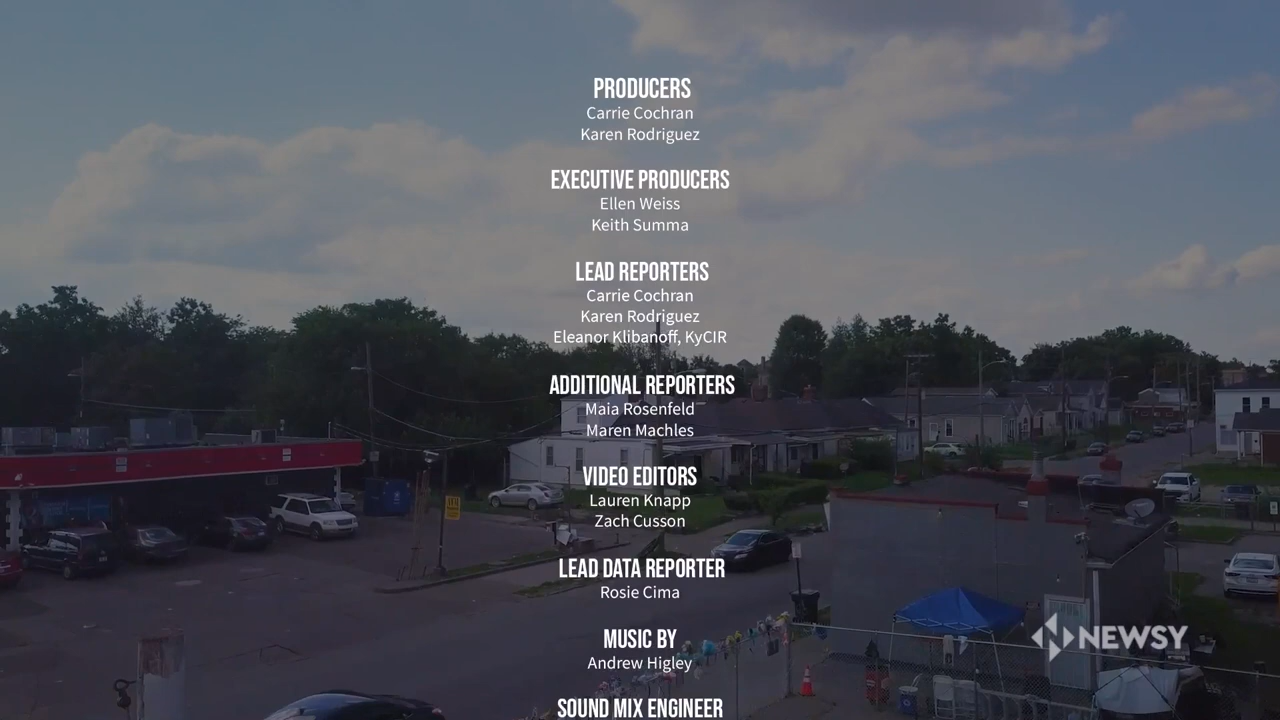 PRODUCERS
Carrie Cochran
Karen Rodriguez
EXECUTIVE PRODUCERS
Ellen Weiss
Keith Summa
LEAD REPORTERS
Carrie Cochran
Karen Rodriguez
Eleanor Klibanoff, KyCIR
ADDITIONAL REPORTERS
Maia Rosenfeld
Maren Machles
VIDEO EDITORS
Lauren Knapp
Zach Cusson
LEAD DATA REPORTER
Rosie Cima
MUSIC BY
Andrew Higley
NEWSY
SOUND MIX ENGINEER